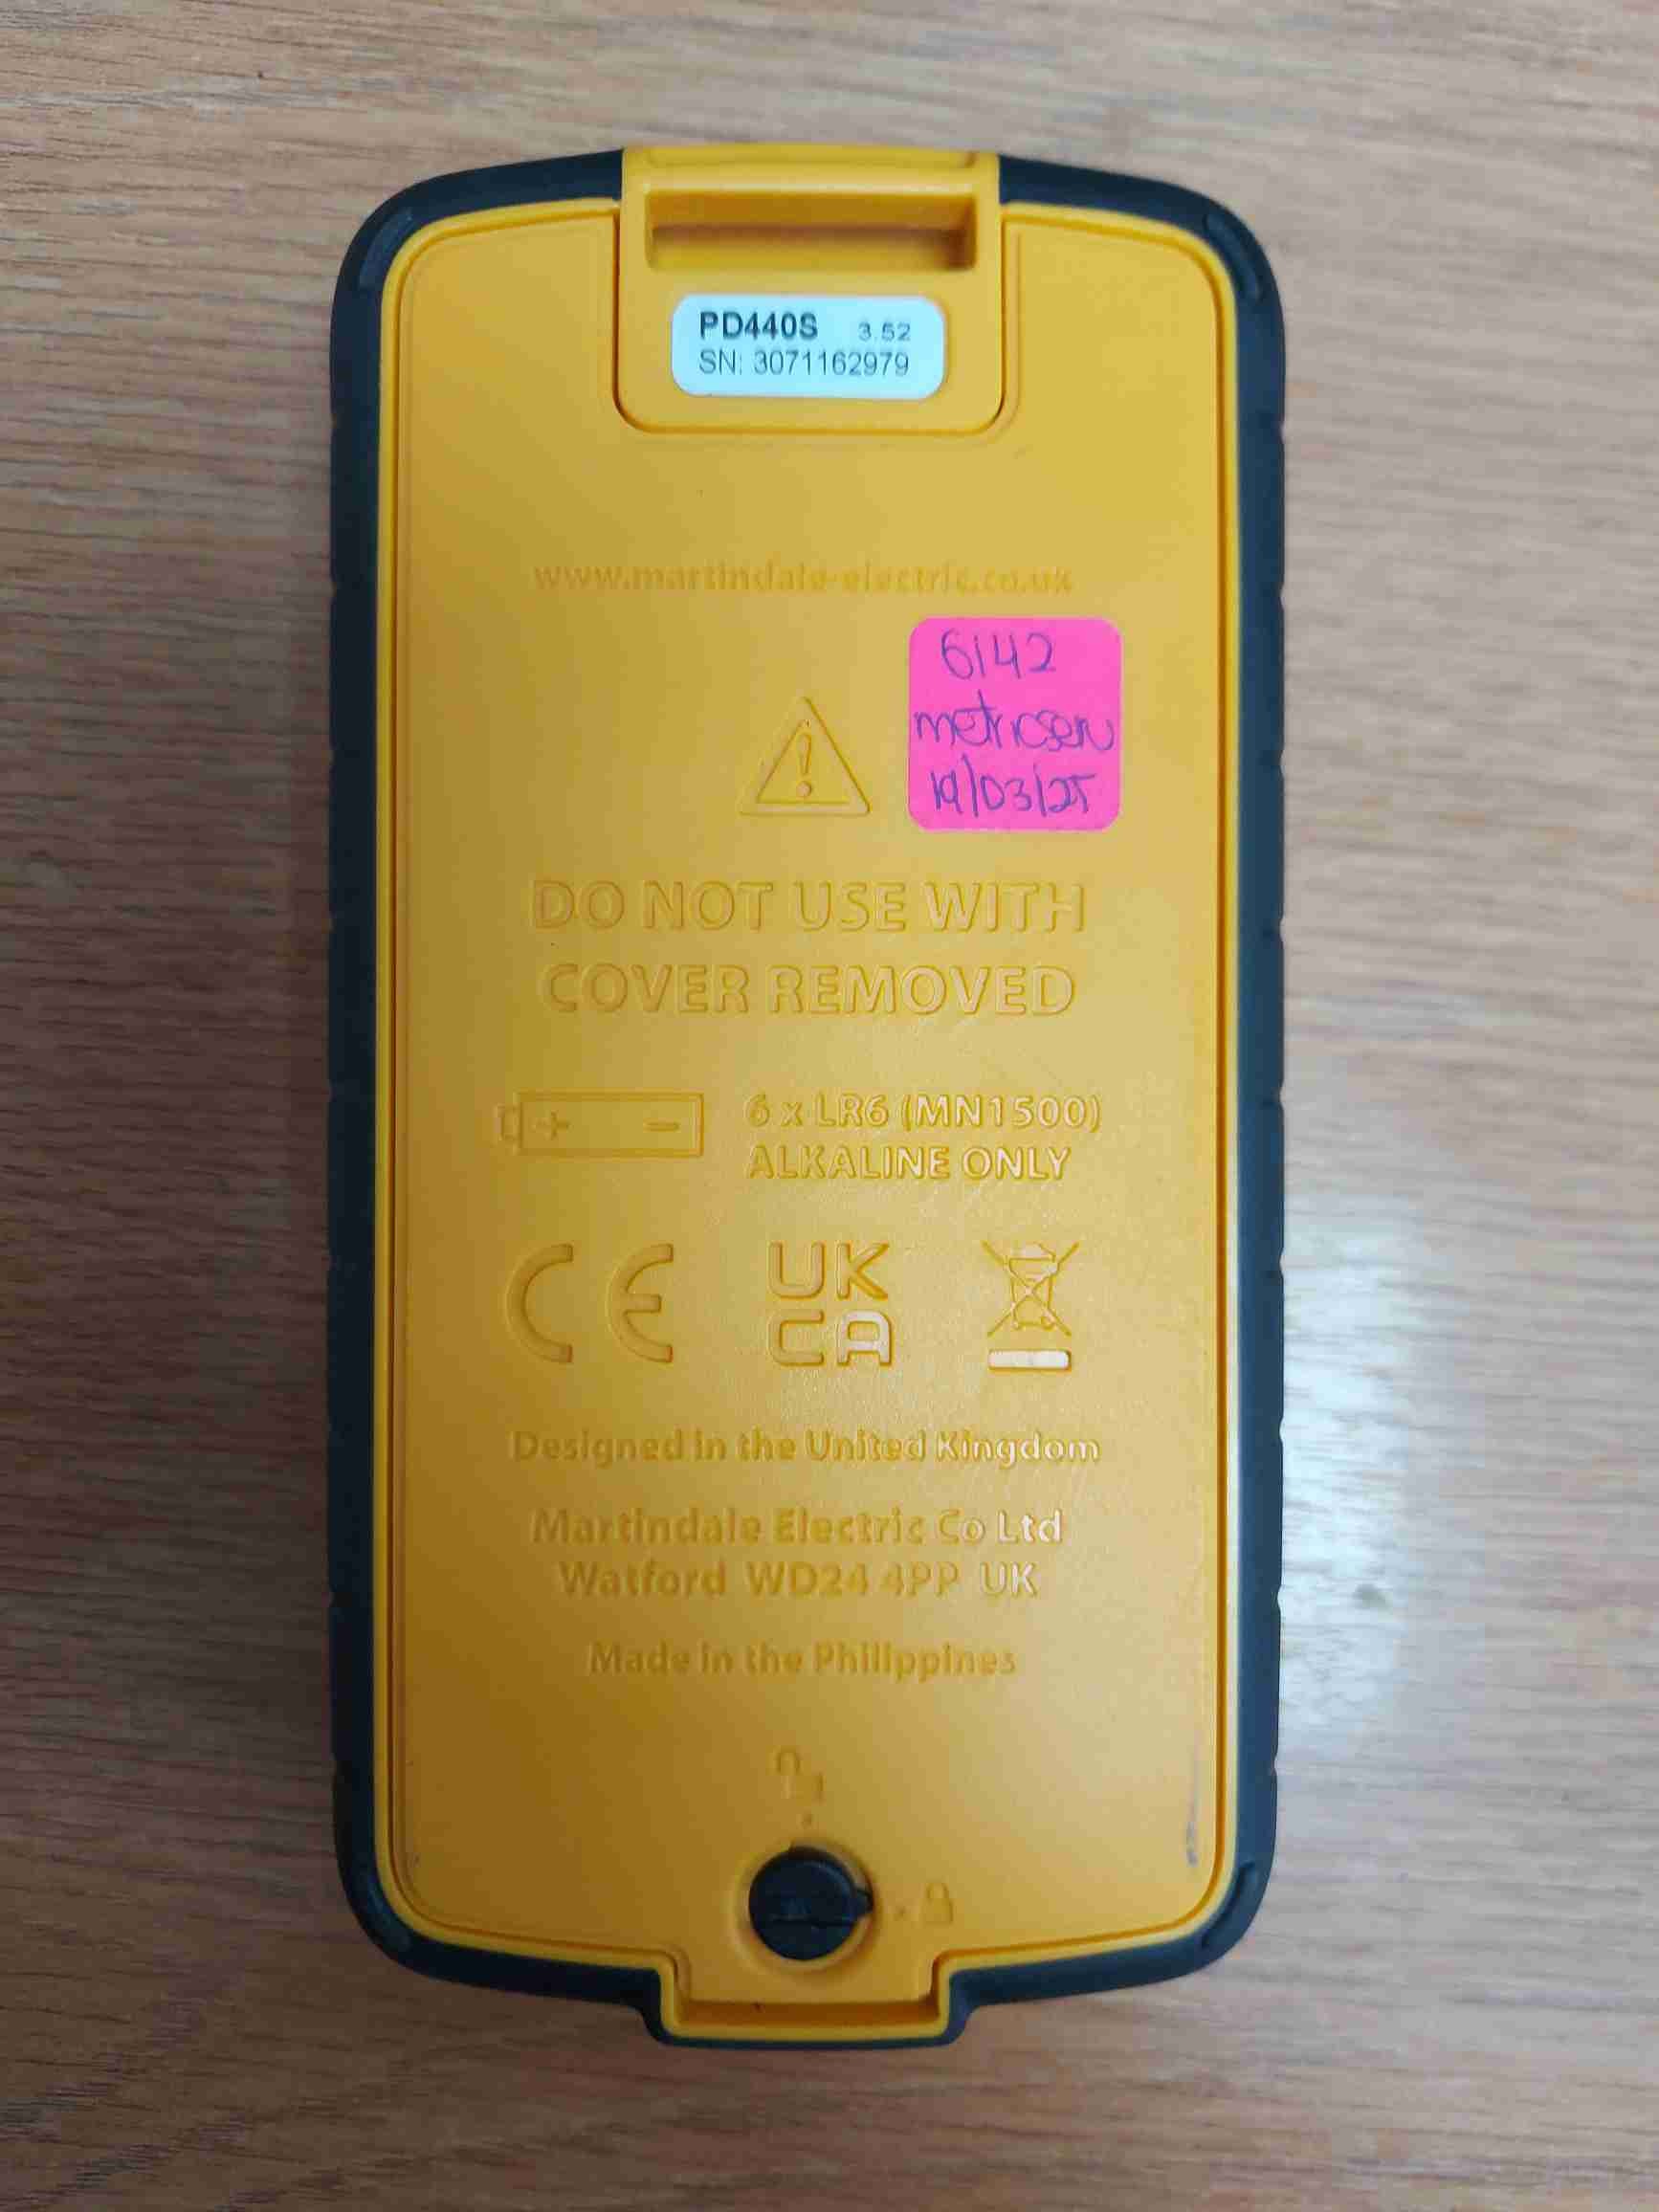 PD440S 3.52
SN: 3071162979
www.martindale-electric.co.uk
6142
metricserv
19/03/25
DO NOT USE WITH
COVER REMOVED
+ -
6 x LR6 (MN1500)
ALKALINE ONLY
CE
UK
CA
Designed in the United Kingdom
Martindale Electric Co Ltd
Watford WD24 4PP UK
Made in the Philippines